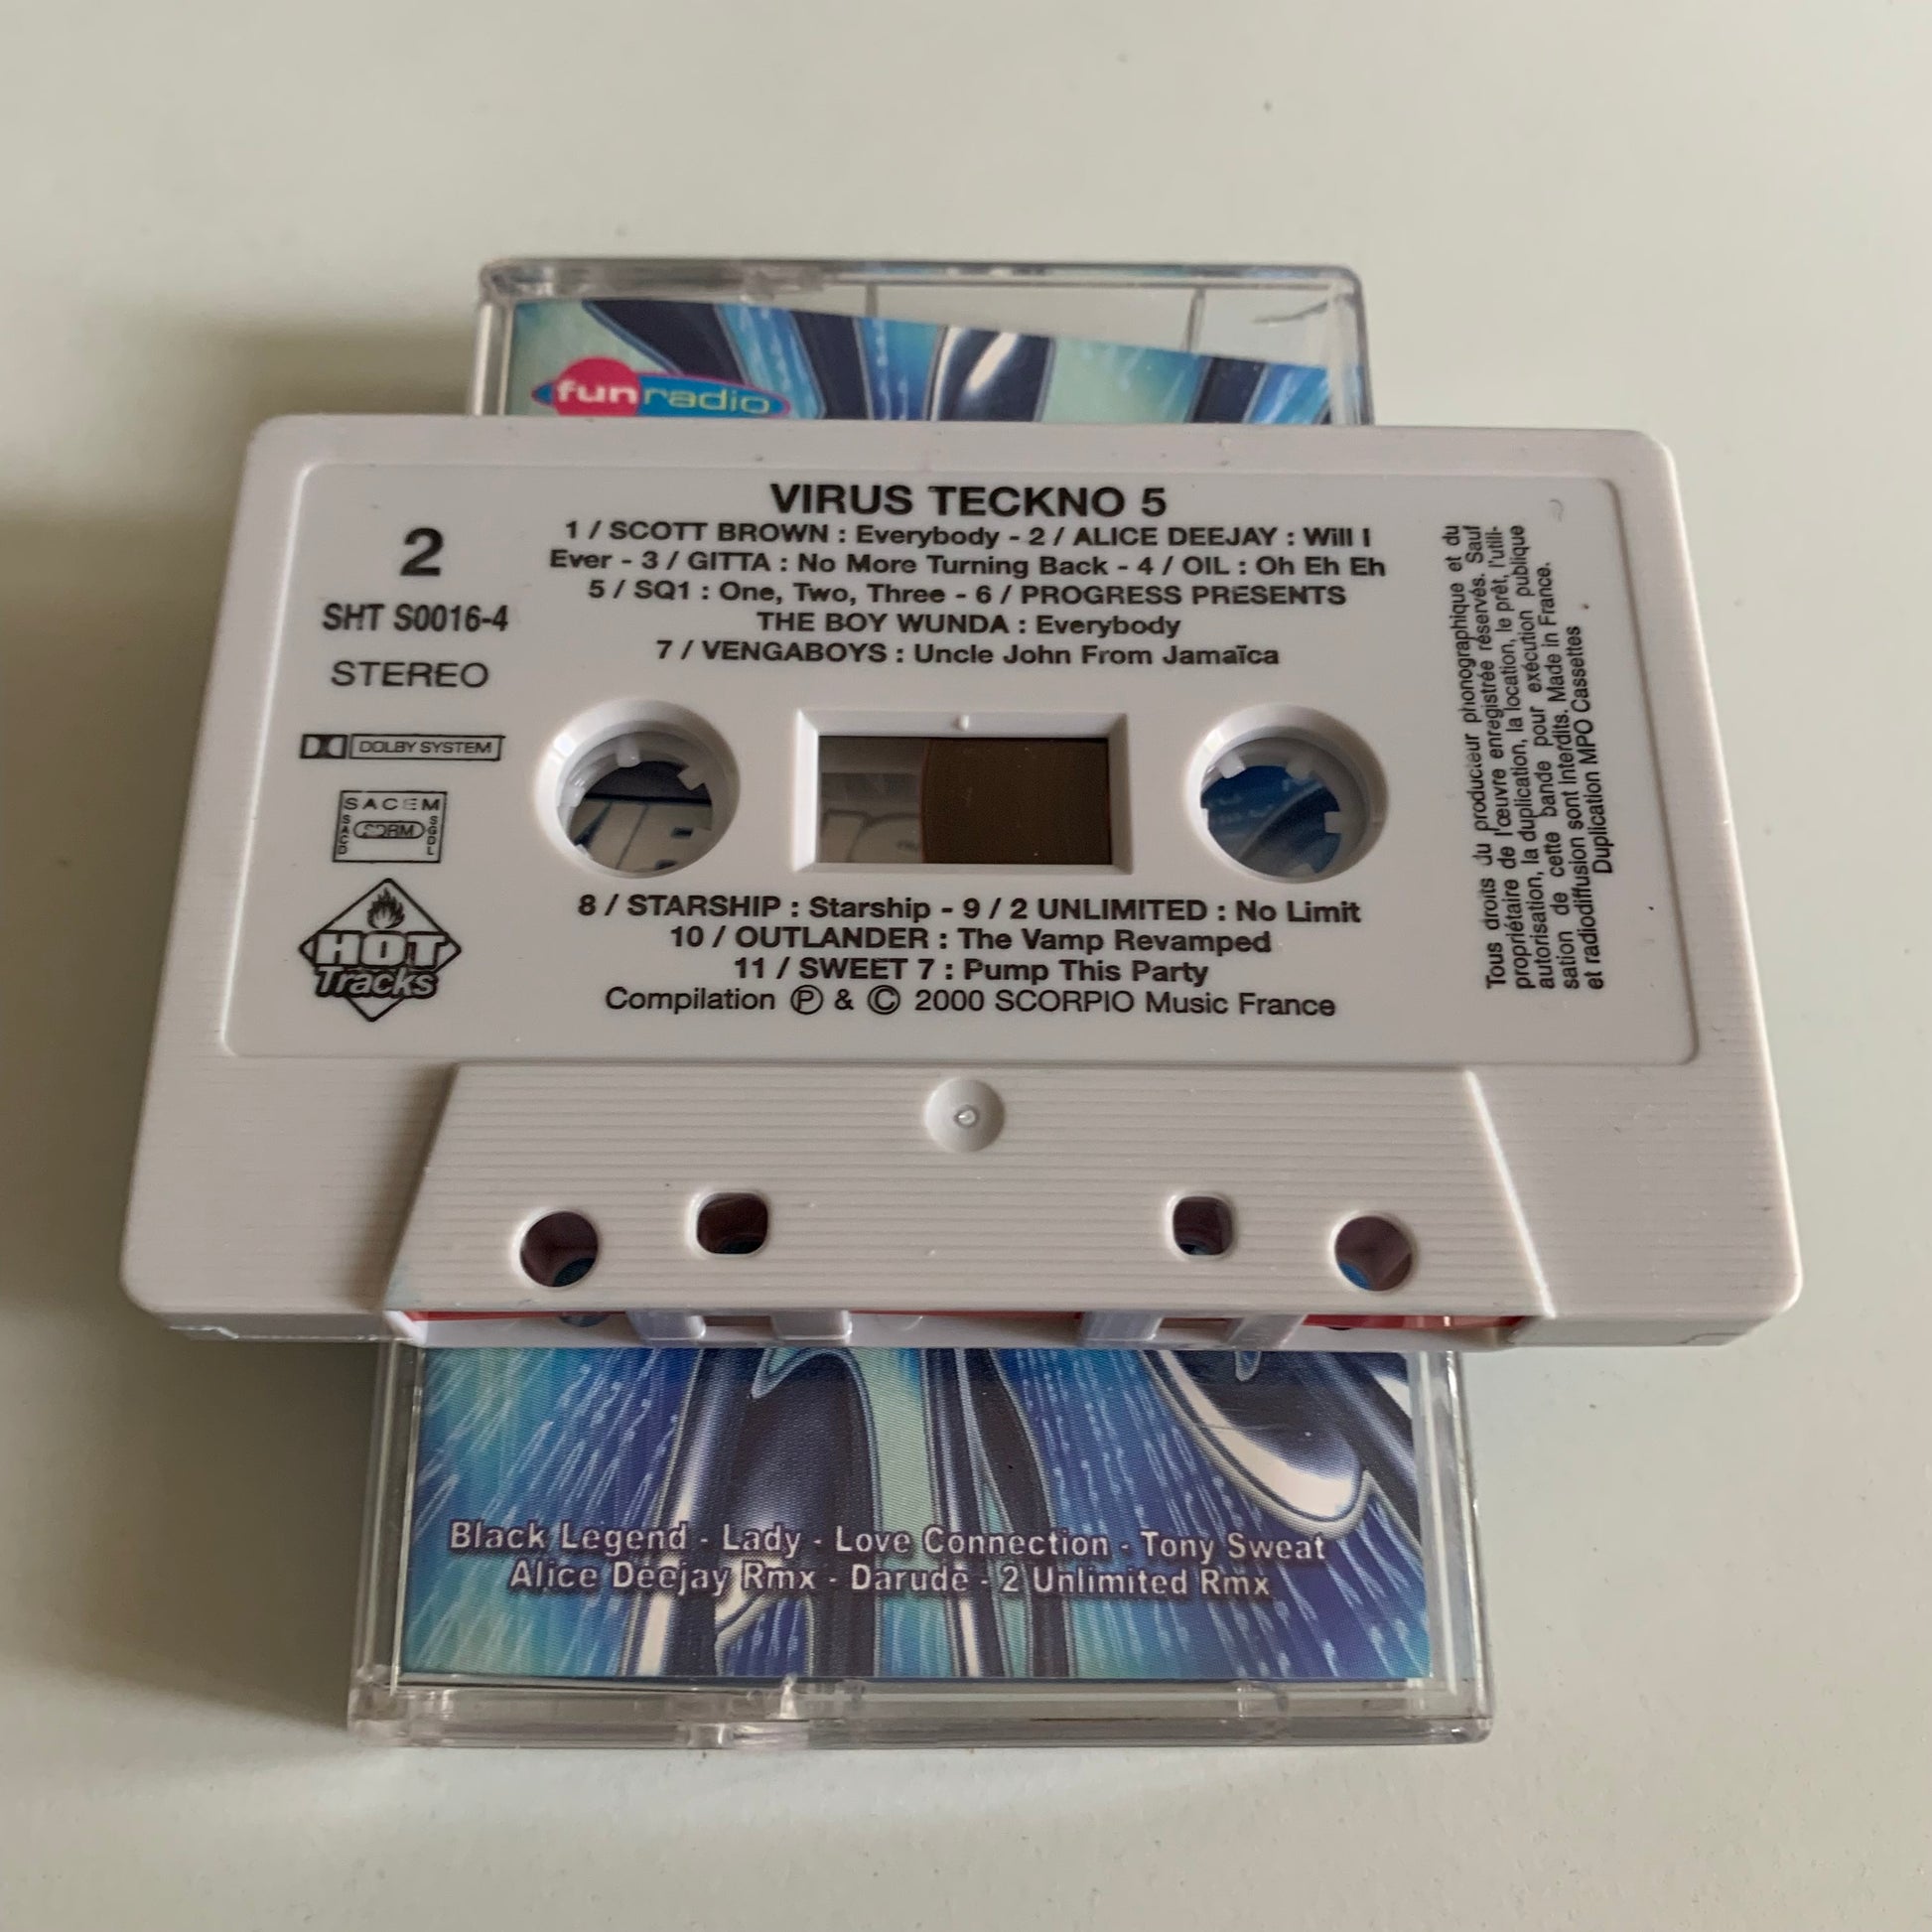 fun radio
VIRUS TECKNO 5
1 / SCOTT BROWN : Everybody - 2 / ALICE DEEJAY : Will I
Ever - 3 / GITTA : No More Turning Back - 4 / OIL : Oh Eh Eh
5 / SQ1 : One, Two, Three - 6 / PROGRESS PRESENTS
THE BOY WUNDA : Everybody
7 / VENGABOYS : Uncle John From Jamaïca
2
SHT S0016-4
STEREO
DOLBY SYSTEM
SACEM
SACD
SDRM
SGDL
HOT
Tracks
8 / STARSHIP : Starship - 9 / 2 UNLIMITED : No Limit
10 / OUTLANDER : The Vamp Revamped
11 / SWEET 7 : Pump This Party
Compilation Ⓟ & © 2000 SCORPIO Music France
Tous droits du producteur phonographique et du
propriétaire de l'œuvre enregistrée réservés. Sauf
autorisation, la duplication, la location, le prêt, l'utili-
sation de cette bande pour exécution publique
et radiodiffusion sont interdits. Made in France.
Duplication MPO Cassettes
Black Legend - Lady - Love Connection - Tony Sweat
Alice Deejay Rmx - Darude - 2 Unlimited Rmx